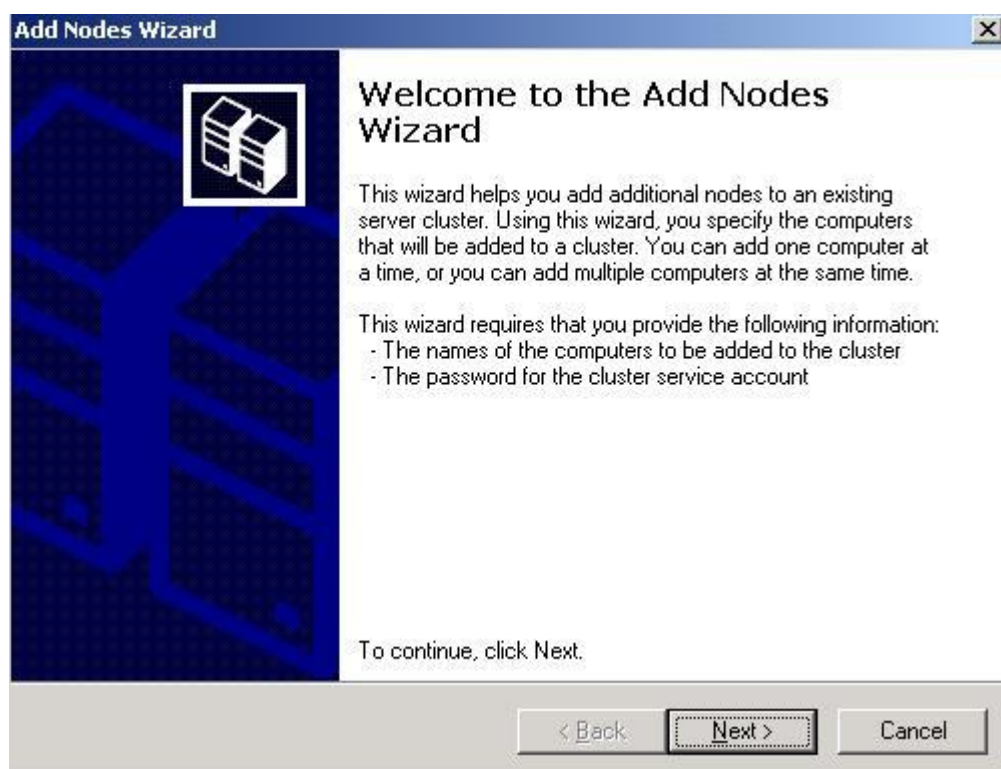 Add Nodes Wizard
Welcome to the Add Nodes
Wizard
This wizard helps you add additional nodes to an existing
server cluster. Using this wizard, you specify the computers
that will be added to a cluster. You can add one computer at
a time, or you can add multiple computers at the same time.
This wizard requires that you provide the following information:
- The names of the computers to be added to the cluster
- The password for the cluster service account
To continue, click Next.
< Back Next > Cancel